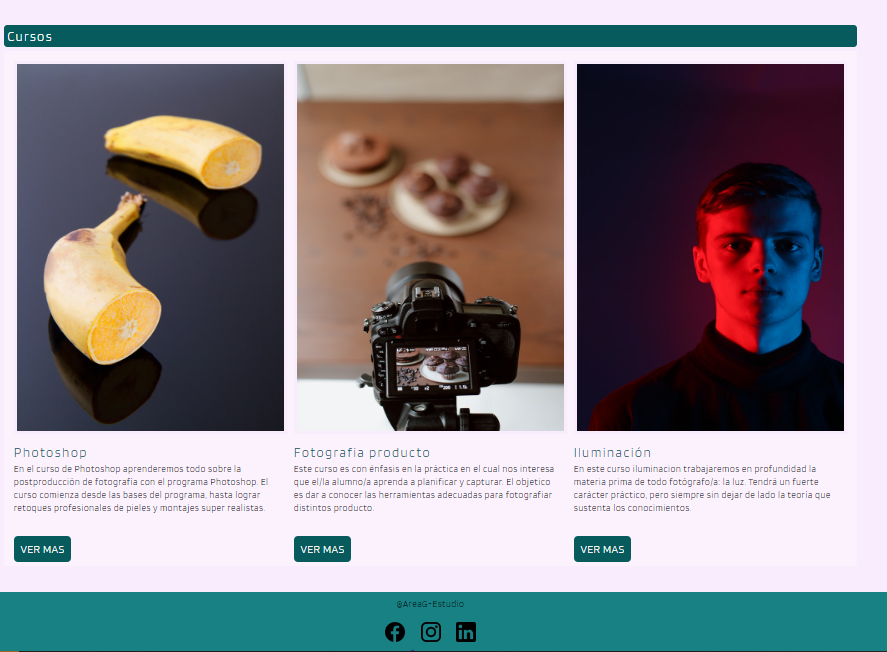 Cursos
Photoshop
En el curso de Photoshop aprenderemos todo sobre la
postproducción de fotografía con el programa Photoshop. El
curso comienza desde las bases del programa, hasta lograr
retoques profesionales de pieles y montajes super realistas.
VER MAS
Fotografia producto
Este curso es con énfasis en la práctica en el cual nos interesa
que el/la alumno/a aprenda a planificar y capturar. El objetico
es dar a conocer las herramientas adecuadas para fotografiar
distintos producto.
VER MAS
Iluminación
En este curso iluminacion trabajaremos en profundidad la
materia prima de todo fotógrafo/a: la luz. Tendrá un fuerte
carácter práctico, pero siempre sin dejar de lado la teoría que
sustenta los conocimientos.
VER MAS
@AreaG-Estudio